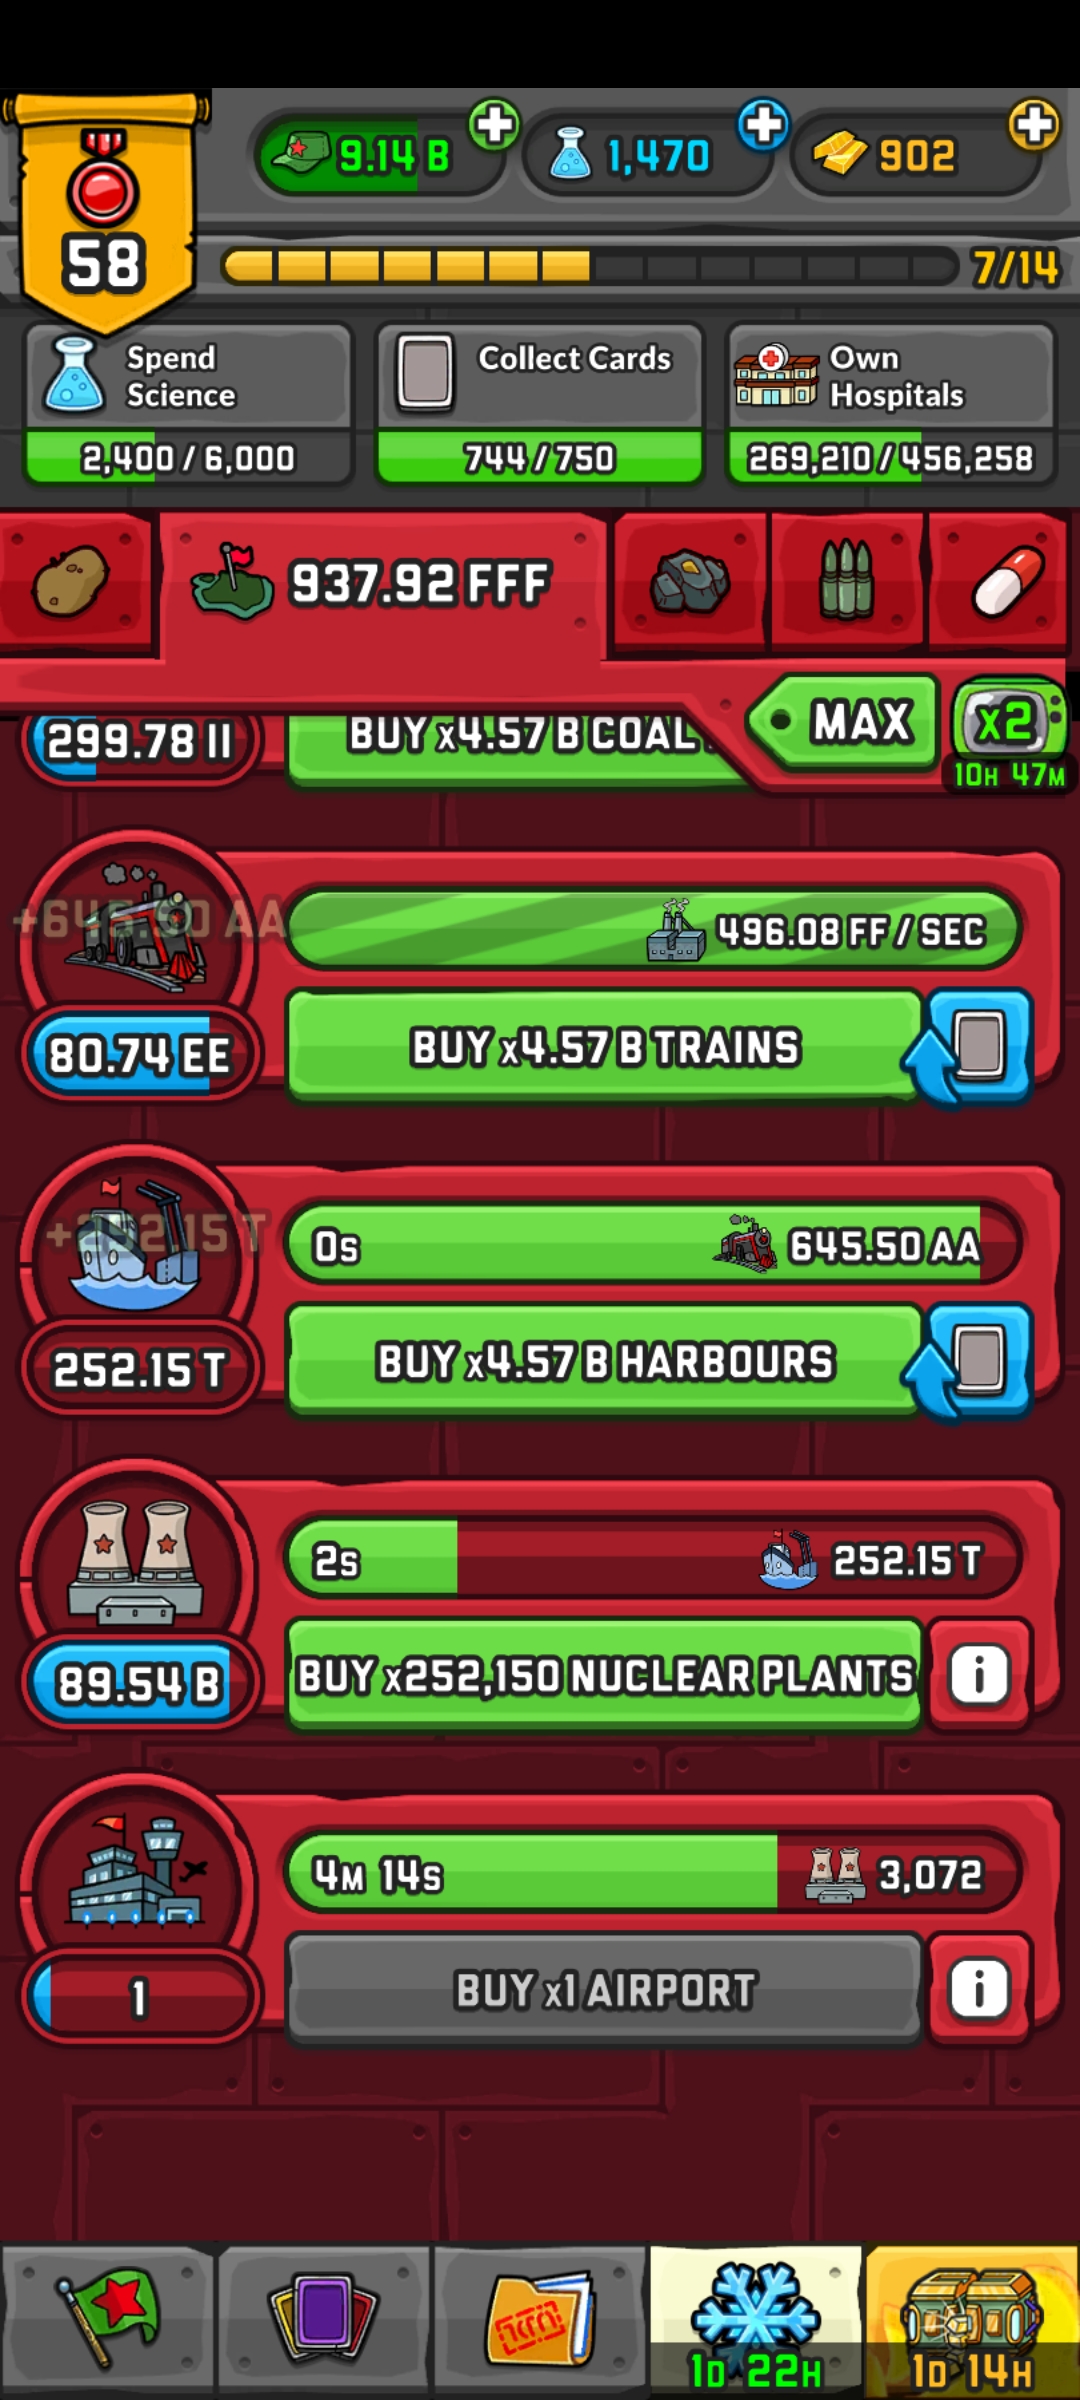 58
9.14 B
1,470
902
7/14
Spend
Science
2,400 / 6,000
Collect Cards
744 / 750
Own
Hospitals
269,210 / 456,258
937.92 FFF
MAX
x2
10H 47M
299.78 II
BUY x4.57 B COAL
+645.50 AA
496.08 FF / SEC
80.74 EE
BUY x4.57 B TRAINS
+252.15 T
0s
645.50 AA
252.15 T
BUY x4.57 B HARBOURS
2s
252.15 T
89.54 B
BUY x252,150 NUCLEAR PLANTS
i
4M 14s
3,072
1
BUY x1 AIRPORT
i
1D 22H
1D 14H